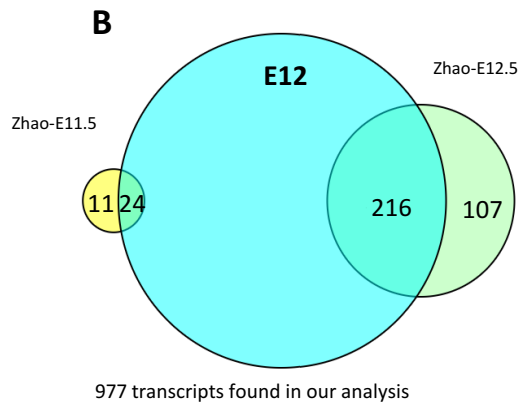 B
E12
Zhao-E12.5
Zhao-E11.5
11 24
216
107
977 transcripts found in our analysis